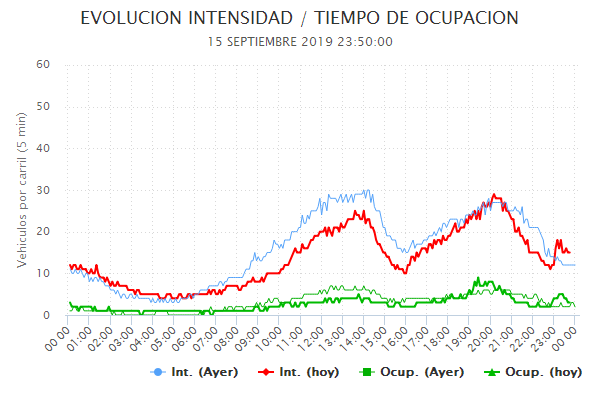 EVOLUCION INTENSIDAD / TIEMPO DE OCUPACION
15 SEPTIEMBRE 2019 23:50:00
Vehiculos por carril (5 min)
60
50
40
30
20
10
0
00:00 01:00 02:00 03:00 04:00 05:00 06:00 07:00 08:00 09:00 10:00 11:00 12:00 13:00 14:00 15:00 16:00 17:00 18:00 19:00 20:00 21:00 22:00 23:00 00:00
Int. (Ayer) Int. (hoy) Ocup. (Ayer) Ocup. (hoy)